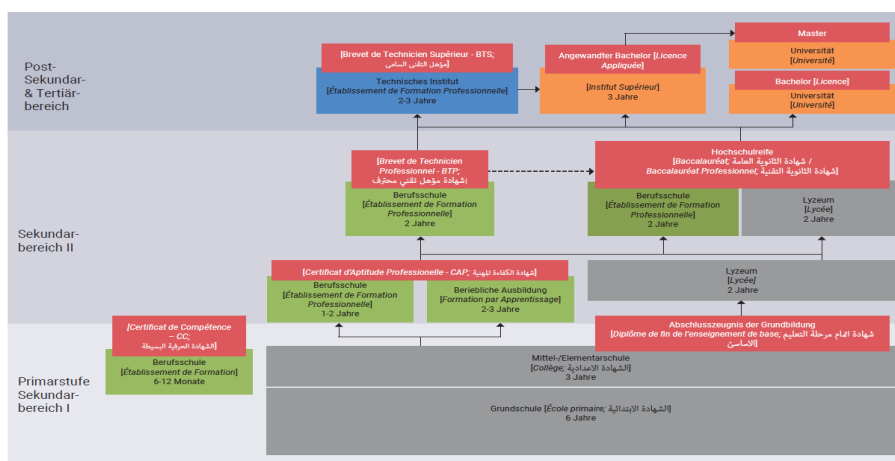 Post-
Sekundar-
& Tertiär-
bereich
[Brevet de Technicien Supérieur - BTS;
مؤهل التقني السامي]
Technisches Institut
[Établissement de Formation
Professionnelle]
2-3 Jahre
Angewandter Bachelor [Licence
Appliquée]
[Institut Supérieur]
3 Jahre
Master
Universität
[Université]
Bachelor [Licence]
Universität
[Université]
Sekundar-
bereich II
[Brevet de Technicien
Professionnel - BTP;
شهادة مؤهل تقني محترف]
Berufsschule
[Établissement de Formation
Professionnelle]
2 Jahre
Hochschulreife
[Baccalauréat; شهادة الثانوية العامة /
Baccalauréat Professionnel; شهادة الثانوية التقنية]
Berufsschule
[Établissement de Formation
Professionnelle]
2 Jahre
Lyzeum
[Lycée]
2 Jahre
[Certificat d'Aptitude Professionelle - CAP; شهادة الكفاءة المهنية]
Berufsschule
[Établissement de Formation
Professionnelle]
1-2 Jahre
Beriebliche Ausbildung
[Formation par Apprentissage]
2-3 Jahre
Lyzeum
[Lycée]
2 Jahre
Primarstufe
Sekundar-
bereich I
[Certificat de Compétence
– CC;
الشهادة الحرفية البسيطة]
Berufsschule
[Établissement de Formation]
6-12 Monate
Abschlusszeugnis der Grundbildung
[Diplôme de fin de l'enseignement de base; شهادة اتمام مرحلة التعليم
الاساسئ]
Mittel-/Elementarschule
[Collège; الشهادة الاعدادية]
3 Jahre
Grundschule [École primaire; الشهادة الابتدائية]
6 Jahre